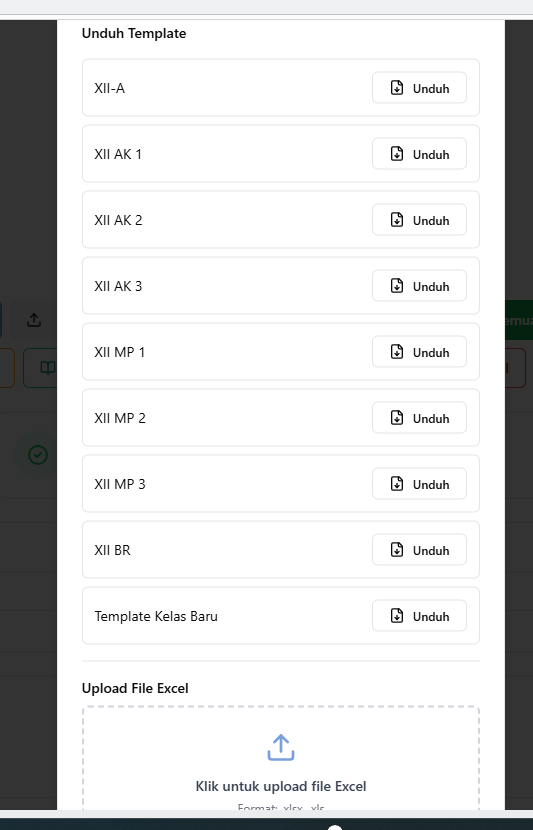 Unduh Template
XII-A Unduh
XII AK 1 Unduh
XII AK 2 Unduh
XII AK 3 Unduh
XII MP 1 Unduh
XII MP 2 Unduh
XII MP 3 Unduh
XII BR Unduh
Template Kelas Baru Unduh
Upload File Excel
Klik untuk upload file Excel
Format: .xlsx, .xls